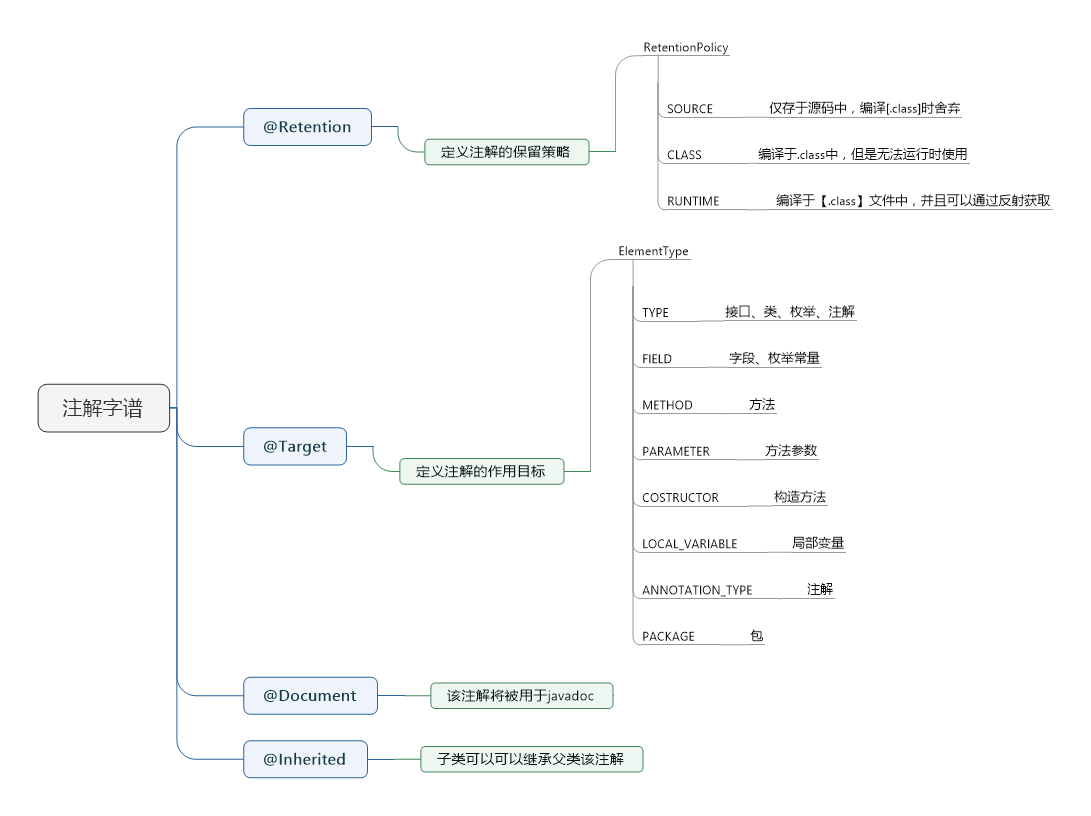 注解字谱
@Retention
定义注解的保留策略
RetentionPolicy
SOURCE 仅存于源码中，编译[.class]时舍弃
CLASS 编译于.class中，但是无法运行时使用
RUNTIME 编译于【.class】文件中，并且可以通过反射获取
@Target
定义注解的作用目标
ElementType
TYPE 接口、类、枚举、注解
FIELD 字段、枚举常量
METHOD 方法
PARAMETER 方法参数
COSTRUCTOR 构造方法
LOCAL_VARIABLE 局部变量
ANNOTATION_TYPE 注解
PACKAGE 包
@Document
该注解将被用于javadoc
@Inherited
子类可以可以继承父类该注解